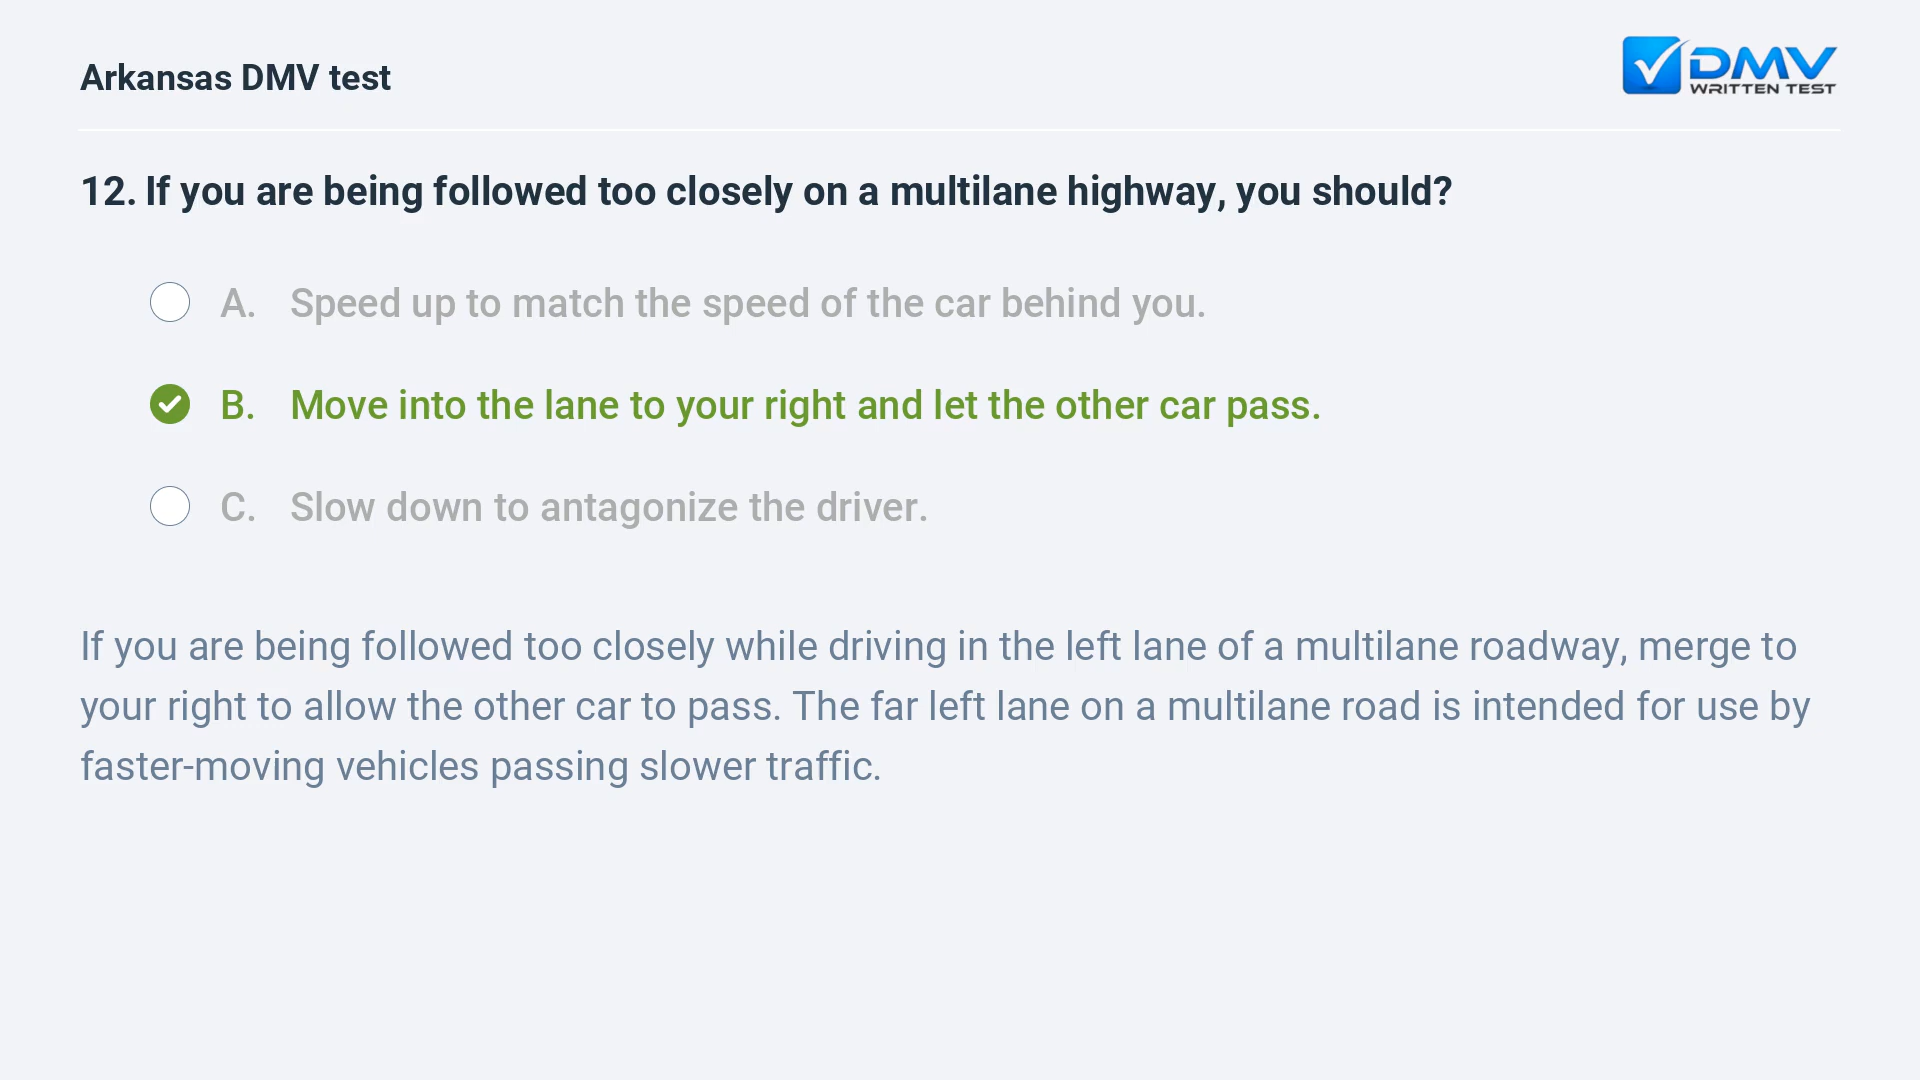 Arkansas DMV test
DMV
WRITTEN TEST
12. If you are being followed too closely on a multilane highway, you should?
A. Speed up to match the speed of the car behind you.
B. Move into the lane to your right and let the other car pass.
C. Slow down to antagonize the driver.
If you are being followed too closely while driving in the left lane of a multilane roadway, merge to
your right to allow the other car to pass. The far left lane on a multilane road is intended for use by
faster-moving vehicles passing slower traffic.